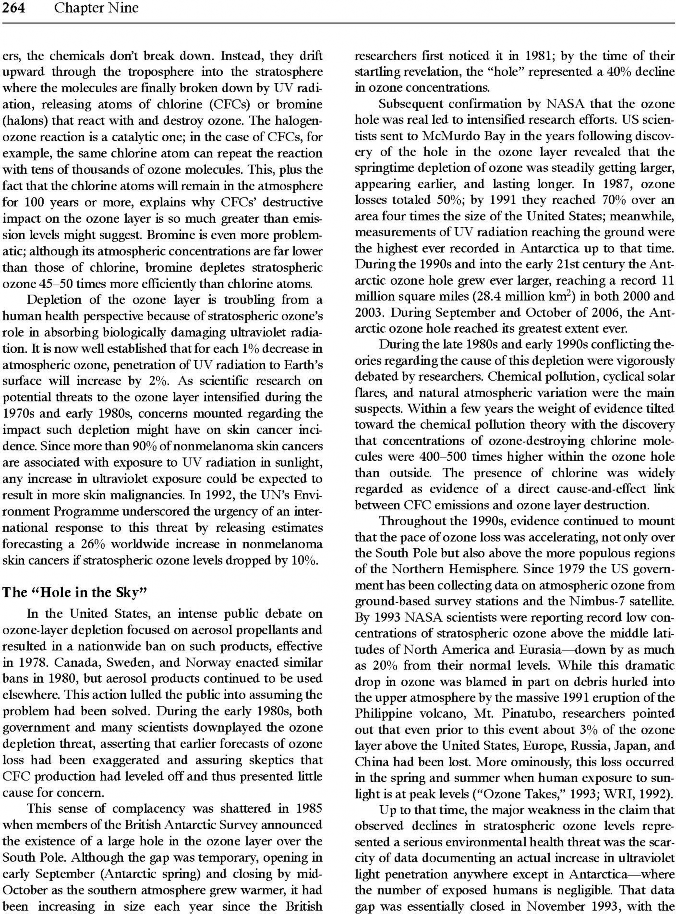 264 Chapter Nine
ers, the chemicals don't break down. Instead, they drift
upward through the troposphere into the stratosphere
where the molecules are finally broken down by UV radi-
ation, releasing atoms of chlorine (CFCs) or bromine
(halons) that react with and destroy ozone. The halogen-
ozone reaction is a catalytic one; in the case of CFCs, for
example, the same chlorine atom can repeat the reaction
with tens of thousands of ozone molecules. This, plus the
fact that the chlorine atoms will remain in the atmosphere
for 100 years or more, explains why CFCs' destructive
impact on the ozone layer is so much greater than emis-
sion levels might suggest. Bromine is even more problem-
atic; although its atmospheric concentrations are far lower
than those of chlorine, bromine depletes stratospheric
ozone 45–50 times more efficiently than chlorine atoms.
Depletion of the ozone layer is troubling from a
human health perspective because of stratospheric ozone's
role in absorbing biologically damaging ultraviolet radia-
tion. It is now well established that for each 1% decrease in
atmospheric ozone, penetration of UV radiation to Earth's
surface will increase by 2%. As scientific research on
potential threats to the ozone layer intensified during the
1970s and early 1980s, concerns mounted regarding the
impact such depletion might have on skin cancer inci-
dence. Since more than 90% of nonmelanoma skin cancers
are associated with exposure to UV radiation in sunlight,
any increase in ultraviolet exposure could be expected to
result in more skin malignancies. In 1992, the UN's Envi-
ronment Programme underscored the urgency of an inter-
national response to this threat by releasing estimates
forecasting a 26% worldwide increase in nonmelanoma
skin cancers if stratospheric ozone levels dropped by 10%.
The "Hole in the Sky"
In the United States, an intense public debate on
ozone-layer depletion focused on aerosol propellants and
resulted in a nationwide ban on such products, effective
in 1978. Canada, Sweden, and Norway enacted similar
bans in 1980, but aerosol products continued to be used
elsewhere. This action lulled the public into assuming the
problem had been solved. During the early 1980s, both
government and many scientists downplayed the ozone
depletion threat, asserting that earlier forecasts of ozone
loss had been exaggerated and assuring skeptics that
CFC production had leveled off and thus presented little
cause for concern.
This sense of complacency was shattered in 1985
when members of the British Antarctic Survey announced
the existence of a large hole in the ozone layer over the
South Pole. Although the gap was temporary, opening in
early September (Antarctic spring) and closing by mid-
October as the southern atmosphere grew warmer, it had
been increasing in size each year since the British
researchers first noticed it in 1981; by the time of their
startling revelation, the "hole" represented a 40% decline
in ozone concentrations.
Subsequent confirmation by NASA that the ozone
hole was real led to intensified research efforts. US scien-
tists sent to McMurdo Bay in the years following discov-
ery of the hole in the ozone layer revealed that the
springtime depletion of ozone was steadily getting larger,
appearing earlier, and lasting longer. In 1987, ozone
losses totaled 50%; by 1991 they reached 70% over an
area four times the size of the United States; meanwhile,
measurements of UV radiation reaching the ground were
the highest ever recorded in Antarctica up to that time.
During the 1990s and into the early 21st century the Ant-
arctic ozone hole grew ever larger, reaching a record 11
million square miles (28.4 million km²) in both 2000 and
2003. During September and October of 2006, the Ant-
arctic ozone hole reached its greatest extent ever.
During the late 1980s and early 1990s conflicting the-
ories regarding the cause of this depletion were vigorously
debated by researchers. Chemical pollution, cyclical solar
flares, and natural atmospheric variation were the main
suspects. Within a few years the weight of evidence tilted
toward the chemical pollution theory with the discovery
that concentrations of ozone-destroying chlorine mole-
cules were 400–500 times higher within the ozone hole
than outside. The presence of chlorine was widely
regarded as evidence of a direct cause-and-effect link
between CFC emissions and ozone layer destruction.
Throughout the 1990s, evidence continued to mount
that the pace of ozone loss was accelerating, not only over
the South Pole but also above the more populous regions
of the Northern Hemisphere. Since 1979 the US govern-
ment has been collecting data on atmospheric ozone from
ground-based survey stations and the Nimbus-7 satellite.
By 1993 NASA scientists were reporting record low con-
centrations of stratospheric ozone above the middle lati-
tudes of North America and Eurasia—down by as much
as 20% from their normal levels. While this dramatic
drop in ozone was blamed in part on debris hurled into
the upper atmosphere by the massive 1991 eruption of the
Philippine volcano, Mt. Pinatubo, researchers pointed
out that even prior to this event about 3% of the ozone
layer above the United States, Europe, Russia, Japan, and
China had been lost. More ominously, this loss occurred
in the spring and summer when human exposure to sun-
light is at peak levels ("Ozone Takes," 1993; WRI, 1992).
Up to that time, the major weakness in the claim that
observed declines in stratospheric ozone levels repre-
sented a serious environmental health threat was the scar-
city of data documenting an actual increase in ultraviolet
light penetration anywhere except in Antarctica—where
the number of exposed humans is negligible. That data
gap was essentially closed in November 1993, with the